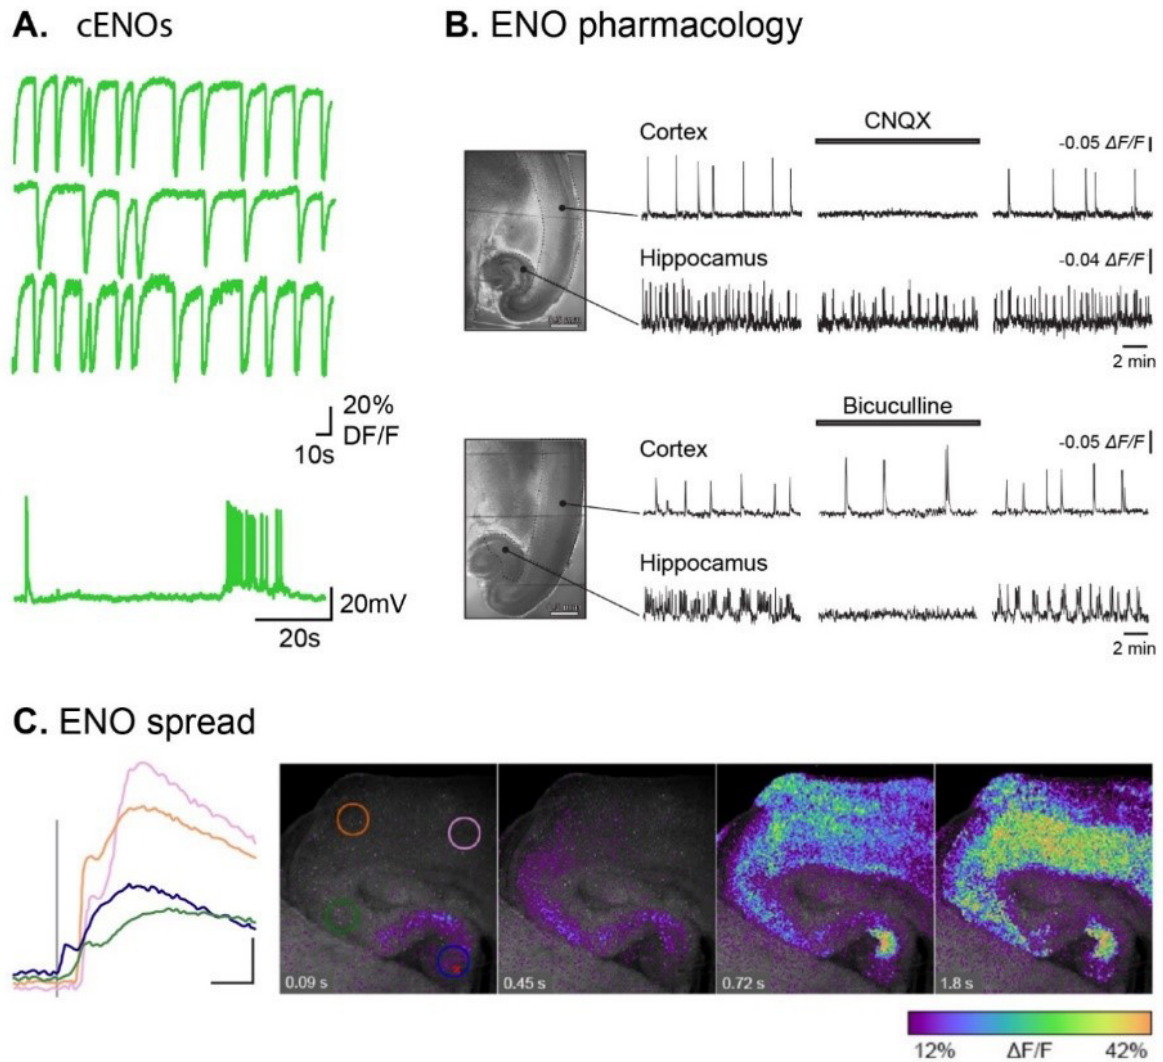 A. cENOs
20%
DF/F
10s
20mV
20s
B. ENO pharmacology
Cortex
CNQX
-0.05 ΔF/F
Hippocamus
-0.04 ΔF/F
2 min
Cortex
Bicuculline
-0.05 ΔF/F
Hippocamus
2 min
C. ENO spread
0.09 s
0.45 s
0.72 s
1.8 s
12% ΔF/F 42%